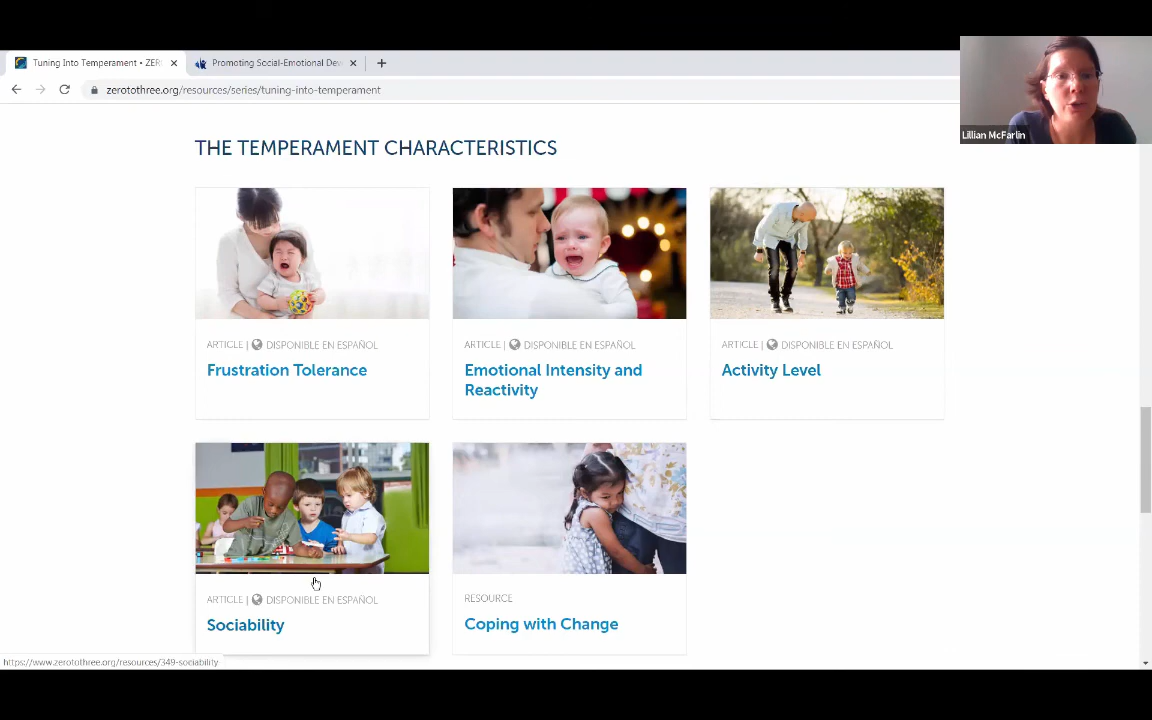 Tuning Into Temperament • ZER
Promoting Social-Emotional Dev
zerotothree.org/resources/series/tuning-into-temperament
Lillian McFarlin
THE TEMPERAMENT CHARACTERISTICS
ARTICLE | DISPONIBLE EN ESPAÑOL
Frustration Tolerance
ARTICLE | DISPONIBLE EN ESPAÑOL
Emotional Intensity and
Reactivity
ARTICLE | DISPONIBLE EN ESPAÑOL
Activity Level
ARTICLE | DISPONIBLE EN ESPAÑOL
Sociability
RESOURCE
Coping with Change
https://www.zerotothree.org/resources/349-sociability